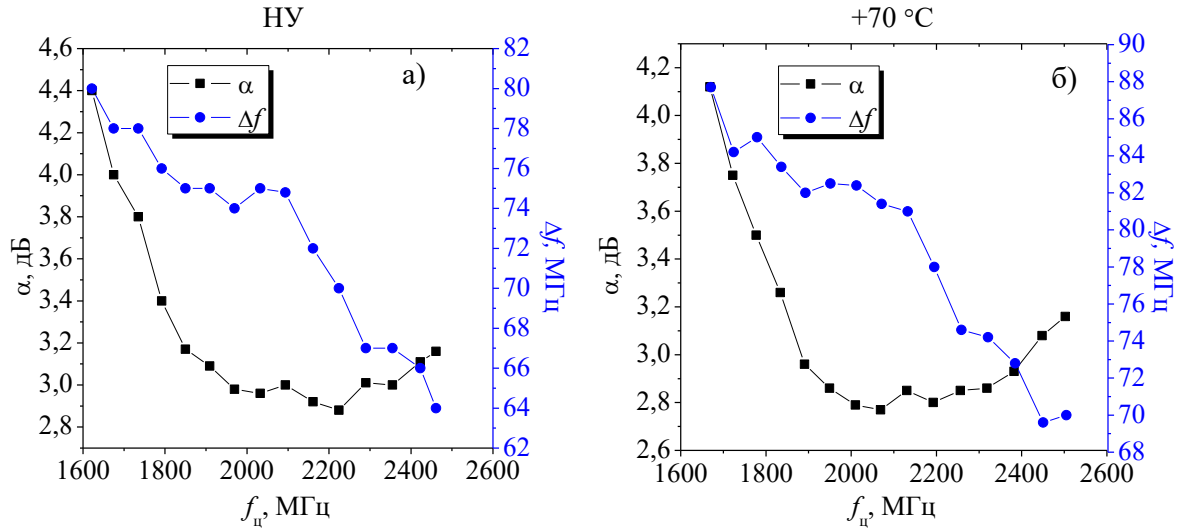 НУ
а)
α
Δf
4,6
4,4
4,2
4,0
3,8
3,6
3,4
3,2
3,0
2,8
α, дБ
82
80
78
76
74
72
70
68
66
64
62
Δf, МГц
1600 1800 2000 2200 2400 2600
fц, МГц
+70 °C
б)
α
Δf
4,2
4,0
3,8
3,6
3,4
3,2
3,0
2,8
2,6
α, дБ
90
88
86
84
82
80
78
76
74
72
70
68
Δf, МГц
1600 1800 2000 2200 2400 2600
fц, МГц